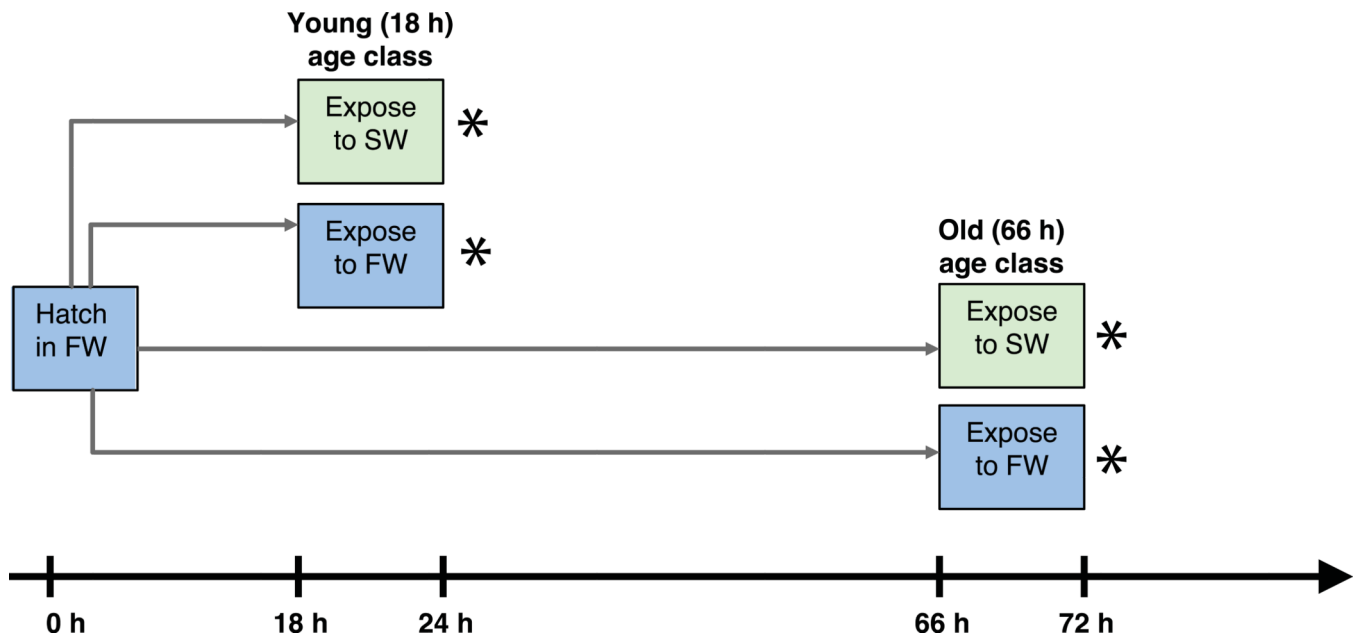 Young (18 h)
age class
Expose
to SW
*
Expose
to FW
*
Hatch
in FW
Old (66 h)
age class
Expose
to SW
*
Expose
to FW
*
0 h
18 h
24 h
66 h
72 h